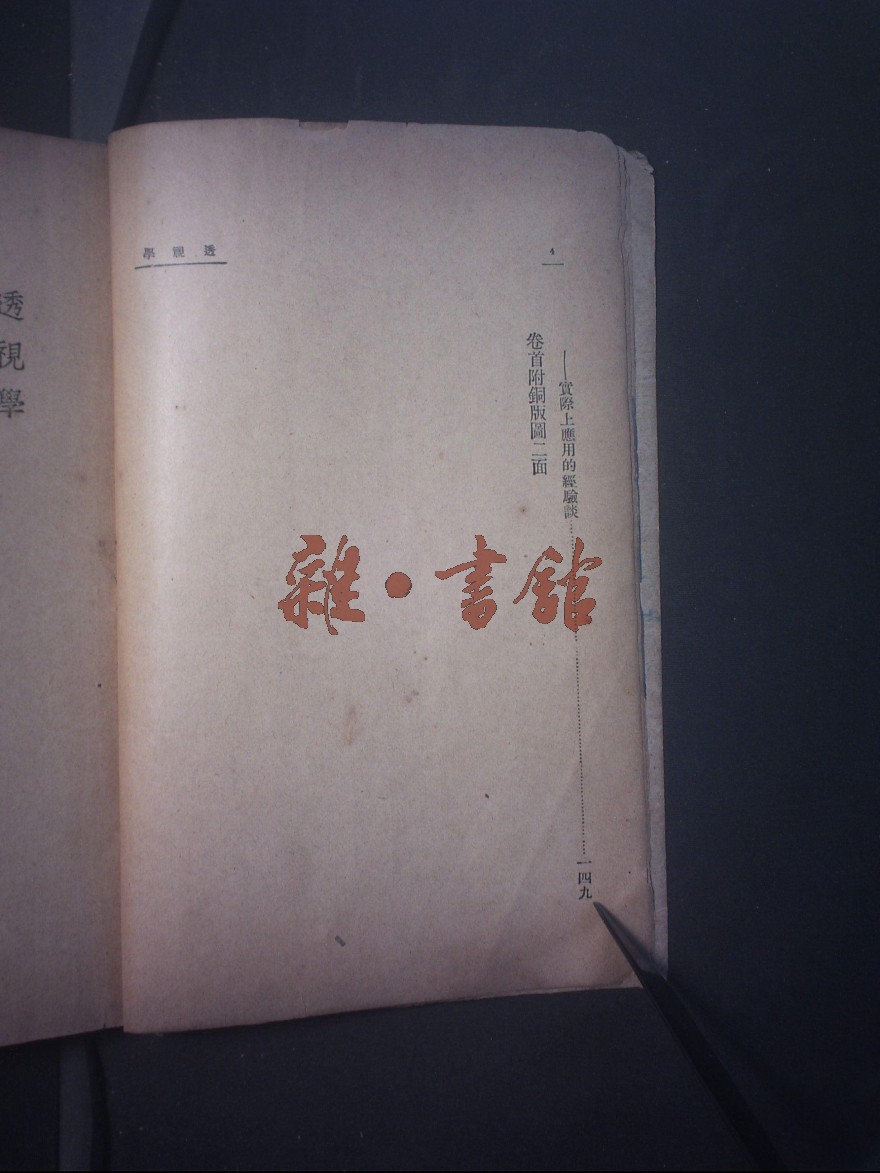 透視學
4
——實際上應用的經驗談……一四九
卷首附銅版圖二面
雜・書館
透視學